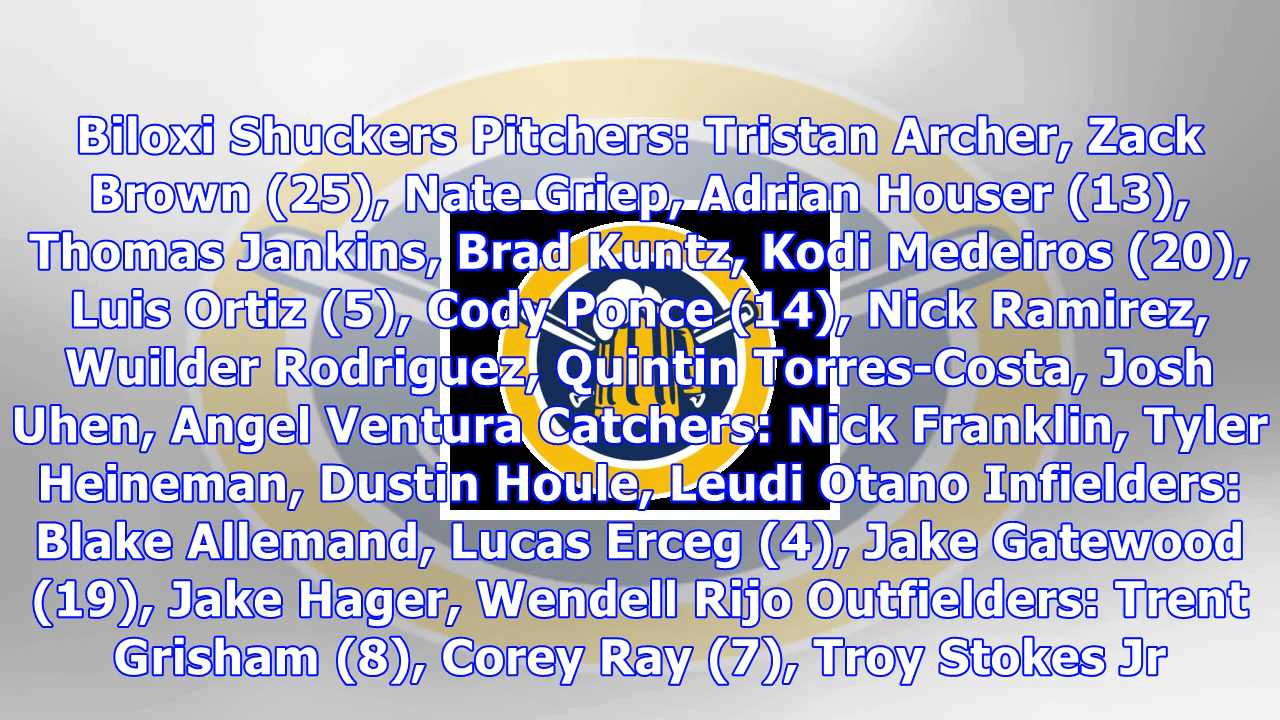 Biloxi Shuckers Pitchers: Tristan Archer, Zack
Brown (25), Nate Griep, Adrian Houser (13),
Thomas Jankins, Brad Kuntz, Kodi Medeiros (20),
Luis Ortiz (5), Cody Ponce (14), Nick Ramirez,
Wuilder Rodriguez, Quintin Torres-Costa, Josh
Uhen, Angel Ventura Catchers: Nick Franklin, Tyler
Heineman, Dustin Houle, Leudi Otano Infielders:
Blake Allemand, Lucas Erceg (4), Jake Gatewood
(19), Jake Hager, Wendell Rijo Outfielders: Trent
Grisham (8), Corey Ray (7), Troy Stokes Jr